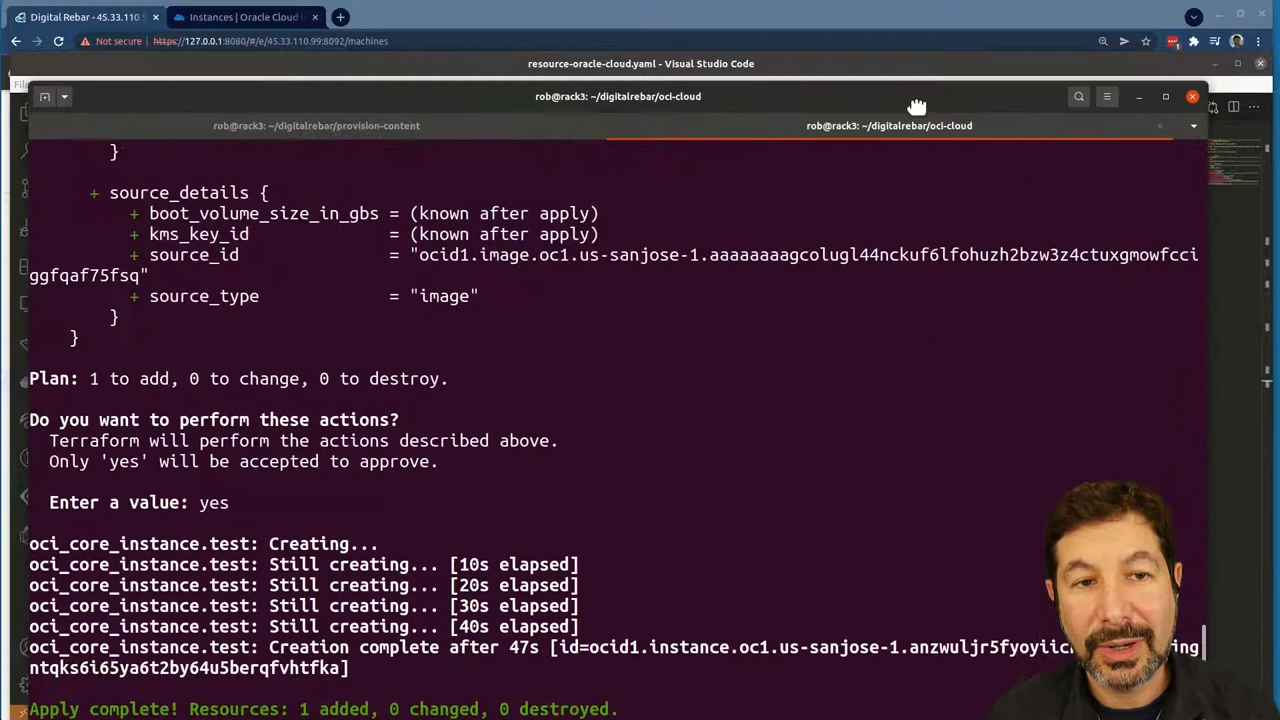 Digital Rebar - 45.33.110.9
Instances | Oracle Cloud I
Not secure
https://127.0.0.1:8080/#/e/45.33.110.99:8092/machines
resource-oracle-cloud.yaml - Visual Studio Code
rob@rack3: ~/digitalrebar/oci-cloud
rob@rack3: ~/digitalrebar/provision-content
rob@rack3: ~/digitalrebar/oci-cloud
}
+ source_details {
+ boot_volume_size_in_gbs = (known after apply)
+ kms_key_id = (known after apply)
+ source_id = "ocid1.image.oc1.us-sanjose-1.aaaaaaaagcolugl44nckuf6lfohuzh2bzw3z4ctuxgmowfcci
ggfqaf75fsq"
+ source_type = "image"
}
}
Plan: 1 to add, 0 to change, 0 to destroy.
Do you want to perform these actions?
Terraform will perform the actions described above.
Only 'yes' will be accepted to approve.
Enter a value: yes
oci_core_instance.test: Creating...
oci_core_instance.test: Still creating... [10s elapsed]
oci_core_instance.test: Still creating... [20s elapsed]
oci_core_instance.test: Still creating... [30s elapsed]
oci_core_instance.test: Still creating... [40s elapsed]
oci_core_instance.test: Creation complete after 47s [id=ocid1.instance.oc1.us-sanjose-1.anzwuljr5fyoyiic
ntqks6i65ya6t2by64u5berqfvhtfka]
Apply complete! Resources: 1 added, 0 changed, 0 destroyed.